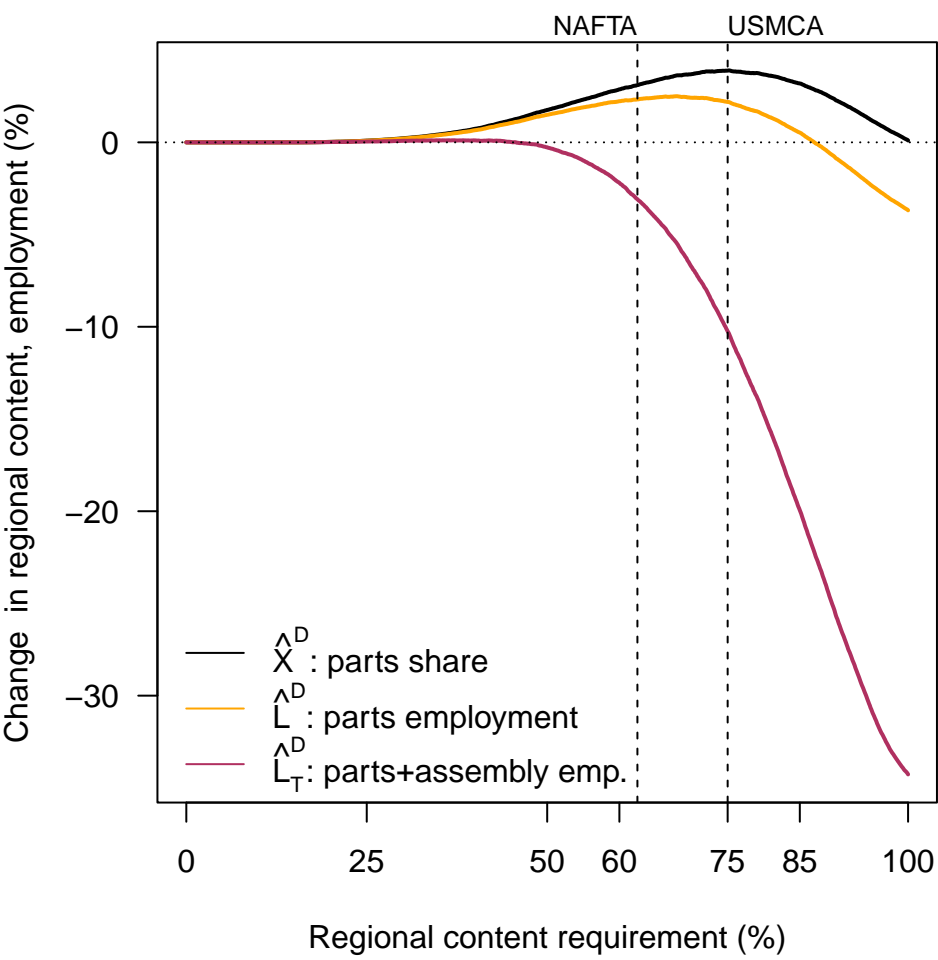 NAFTA USMCA
Change in regional content, employment (%)
0
−10
−20
−30
X̂ᴰ: parts share
L̂ᴰ: parts employment
L̂ᴰ_T: parts+assembly emp.
0 25 50 60 75 85 100
Regional content requirement (%)